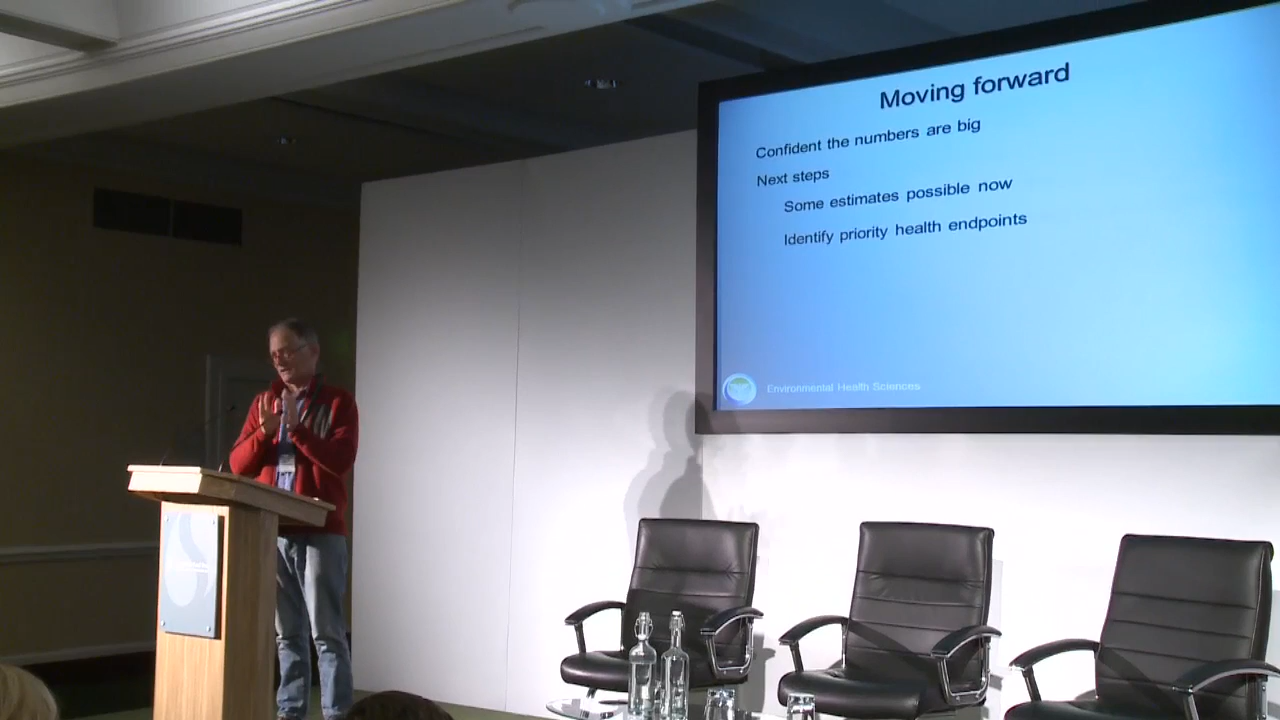 Moving forward
Confident the numbers are big
Next steps
Some estimates possible now
Identify priority health endpoints
Environmental Health Sciences